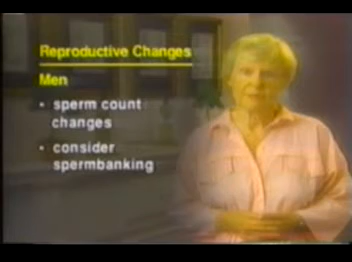 Reproductive Changes
Men
• sperm count
changes
• consider
spermbanking